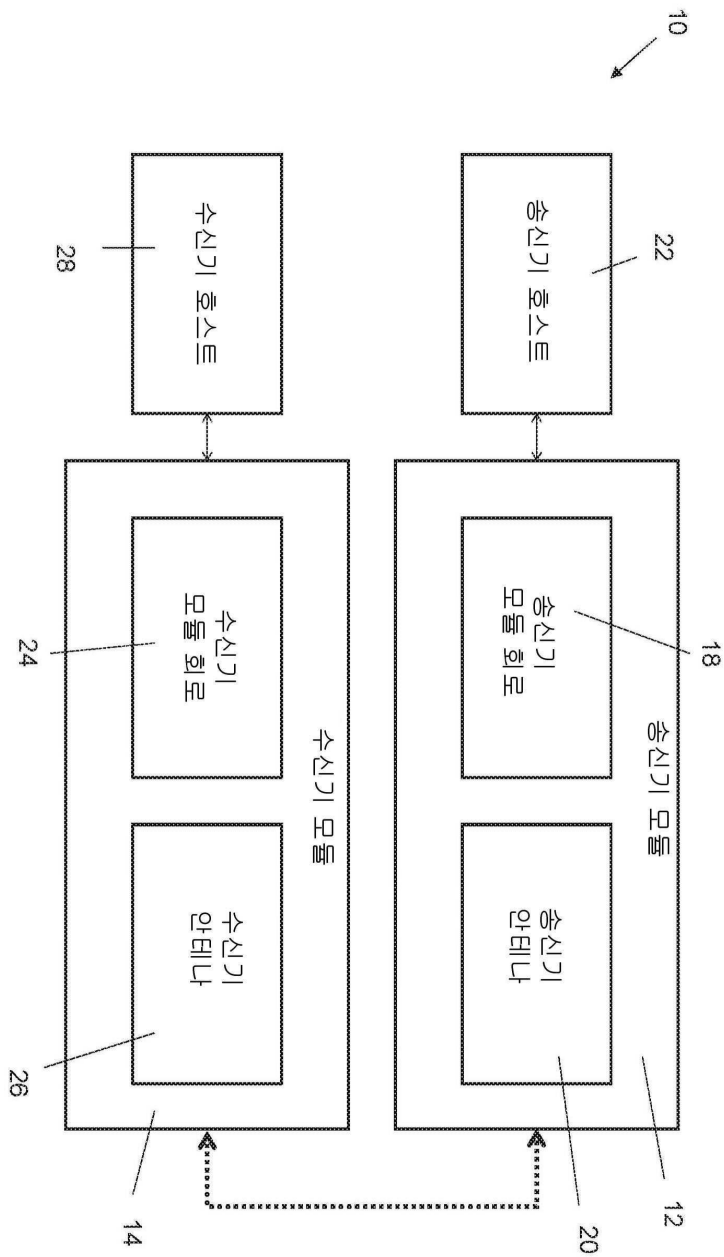 10
22
송신기 호스트
28
수신기 호스트
12
송신기 모듈
18
송신기
모듈 회로
20
송신기
안테나
14
수신기 모듈
24
수신기
모듈 회로
26
수신기
안테나